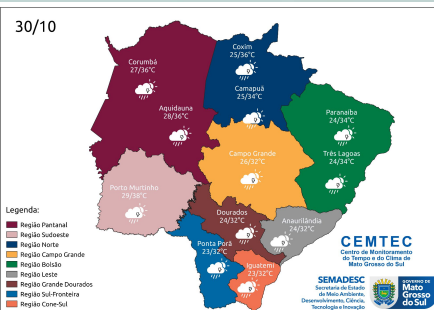 30/10
Coxim
25/36°C
Corumbá
27/36°C
Camapuã
25/34°C
Aquidauna
28/36°C
Paranaíba
24/34°C
Três Lagoas
24/34°C
Campo Grande
26/32°C
Porto Murtinho
29/38°C
Dourados
24/32°C
Anaurilândia
24/32°C
Ponta Porã
23/32°C
Iguatemi
23/32°C
Legenda:
Região Pantanal
Região Sudoeste
Região Norte
Região Campo Grande
Região Bolsão
Região Leste
Região Grande Dourados
Região Sul-Fronteira
Região Cone-Sul
CEMTEC
Centro de Monitoramento
do Tempo e do Clima de
Mato Grosso do Sul
SEMADESC
Secretaria de Estado
de Meio Ambiente,
Desenvolvimento, Ciência,
Tecnologia e Inovação
GOVERNO DE
Mato
Grosso
do Sul